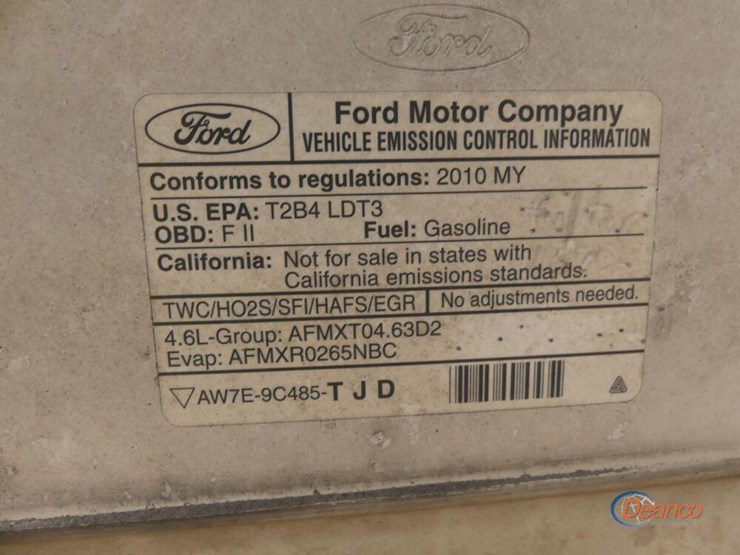 Ford
Ford
Ford Motor Company
VEHICLE EMISSION CONTROL INFORMATION
Conforms to regulations: 2010 MY
U.S. EPA: T2B4 LDT3
OBD: F II Fuel: Gasoline
California: Not for sale in states with
California emissions standards.
TWC/HO2S/SFI/HAFS/EGR No adjustments needed.
4.6L-Group: AFMXT04.63D2
Evap: AFMXR0265NBC
AW7E-9C485-T J D
Deanco